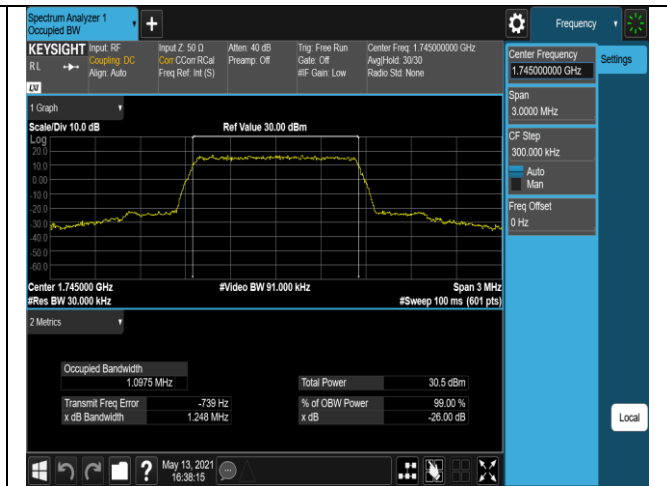 Spectrum Analyzer 1
Occupied BW
+
Frequency
KEYSIGHT
RL
LXI
Input: RF
Coupling: DC
Align: Auto
Input Z: 50 Ω
Corr CCorr RCal
Freq Ref: Int (S)
Atten: 40 dB
Preamp: Off
Trig: Free Run
Gate: Off
#IF Gain: Low
Center Freq: 1.745000000 GHz
Avg|Hold: 30/30
Radio Std: None
Center Frequency
1.745000000 GHz
Settings
Span
3.0000 MHz
CF Step
300.000 kHz
Auto
Man
Freq Offset
0 Hz
Local
1 Graph
Scale/Div 10.0 dB
Ref Value 30.00 dBm
Log
20.0
10.0
0.00
-10.0
-20.0
-30.0
-40.0
-50.0
-60.0
Center 1.745000 GHz
#Video BW 91.000 kHz
Span 3 MHz
#Res BW 30.000 kHz
#Sweep 100 ms (601 pts)
2 Metrics
Occupied Bandwidth
1.0975 MHz
Total Power
30.5 dBm
Transmit Freq Error
-739 Hz
% of OBW Power
99.00 %
x dB Bandwidth
1.248 MHz
x dB
-26.00 dB
?
May 13, 2021
16:38:15